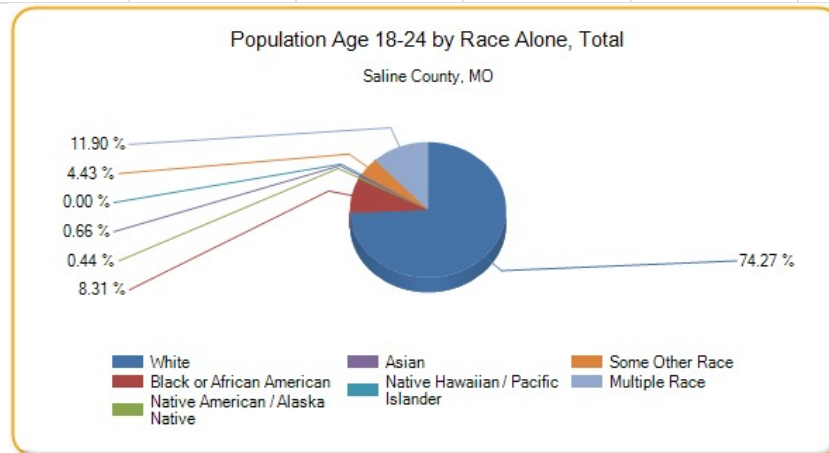 Population Age 18-24 by Race Alone, Total
Saline County, MO
11.90 %
4.43 %
0.00 %
0.66 %
0.44 %
8.31 %
74.27 %
White
Black or African American
Native American / Alaska
Native
Asian
Native Hawaiian / Pacific
Islander
Some Other Race
Multiple Race